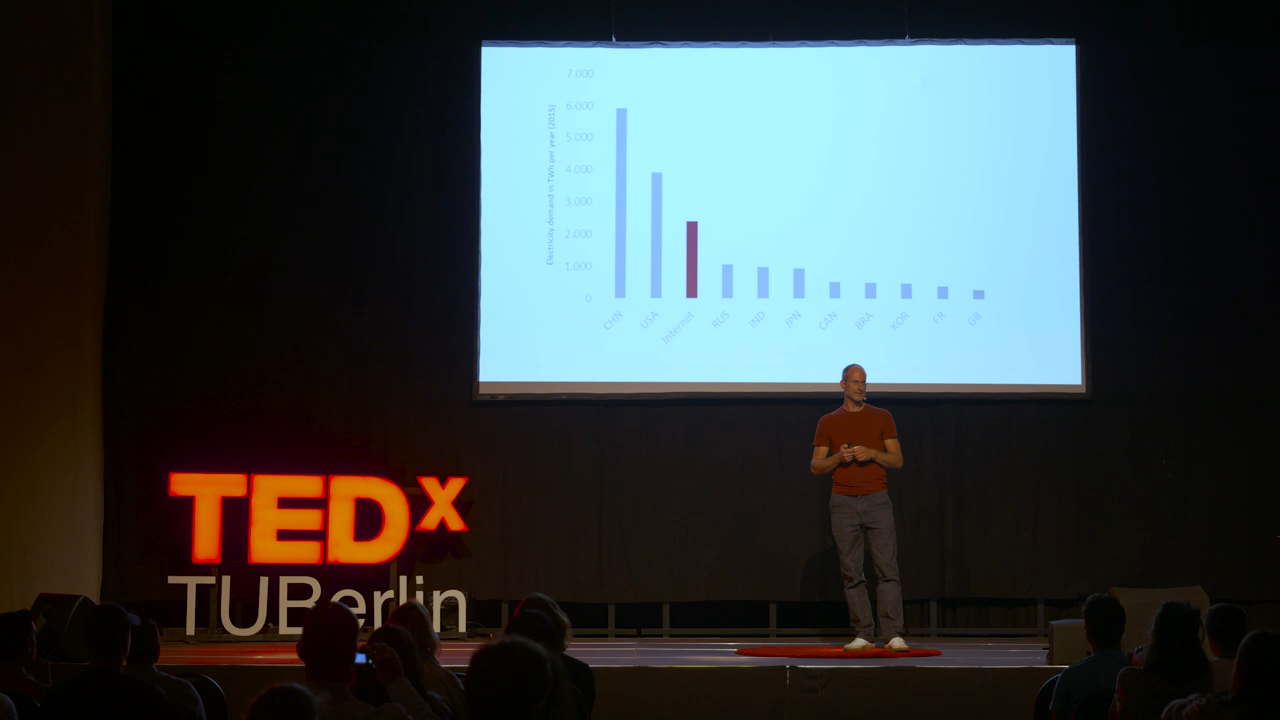 7.000
6.000
5.000
4.000
3.000
2.000
1.000
0
Electricity demand in TWh per year (2015)
CHN
USA
Internet
RUS
IND
JPN
CAN
BRA
KOR
FR
GB
TEDx
TUBerlin